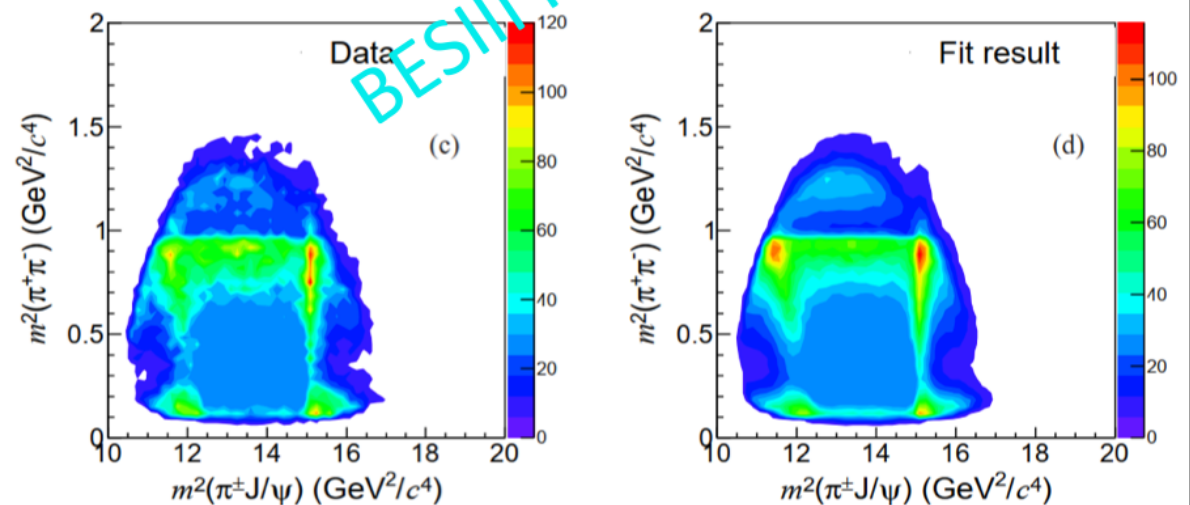 BESIII
Data
(c)
m²(π⁺π⁻) (GeV²/c⁴)
2
1.5
1
0.5
0
10 12 14 16 18 20
m²(π±J/ψ) (GeV²/c⁴)
120
100
80
60
40
20
0
Fit result
(d)
m²(π⁺π⁻) (GeV²/c⁴)
2
1.5
1
0.5
0
10 12 14 16 18 20
m²(π±J/ψ) (GeV²/c⁴)
100
80
60
40
20
0